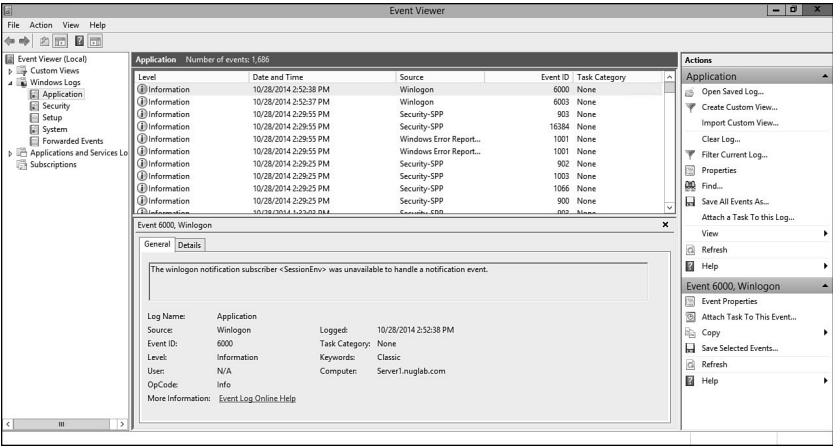 Event Viewer
File Action View Help
Event Viewer (Local)
Custom Views
Windows Logs
Application
Security
Setup
System
Forwarded Events
Applications and Services Lo
Subscriptions
Application Number of events: 1,686
Level Date and Time Source Event ID Task Category
Information 10/28/2014 2:52:38 PM Winlogon 6000 None
Information 10/28/2014 2:52:37 PM Winlogon 6003 None
Information 10/28/2014 2:29:55 PM Security-SPP 903 None
Information 10/28/2014 2:29:55 PM Security-SPP 16384 None
Information 10/28/2014 2:29:55 PM Windows Error Report... 1001 None
Information 10/28/2014 2:29:55 PM Windows Error Report... 1001 None
Information 10/28/2014 2:29:25 PM Security-SPP 902 None
Information 10/28/2014 2:29:25 PM Security-SPP 1003 None
Information 10/28/2014 2:29:25 PM Security-SPP 1066 None
Information 10/28/2014 2:29:25 PM Security-SPP 900 None
Information 10/28/2014 PM Security-SPP None
Event 6000, Winlogon
General Details
The winlogon notification subscriber <SessionEnv> was unavailable to handle a notification event.
Log Name: Application
Source: Winlogon Logged: 10/28/2014 2:52:38 PM
Event ID: 6000 Task Category: None
Level: Information Keywords: Classic
User: N/A Computer: Server1.nuglab.com
OpCode: Info
More Information: Event Log Online Help
Actions
Application
Open Saved Log...
Create Custom View...
Import Custom View...
Clear Log...
Filter Current Log...
Properties
Find...
Save All Events As...
Attach a Task To this Log...
View
Refresh
Help
Event 6000, Winlogon
Event Properties
Attach Task To This Event...
Copy
Save Selected Events...
Refresh
Help